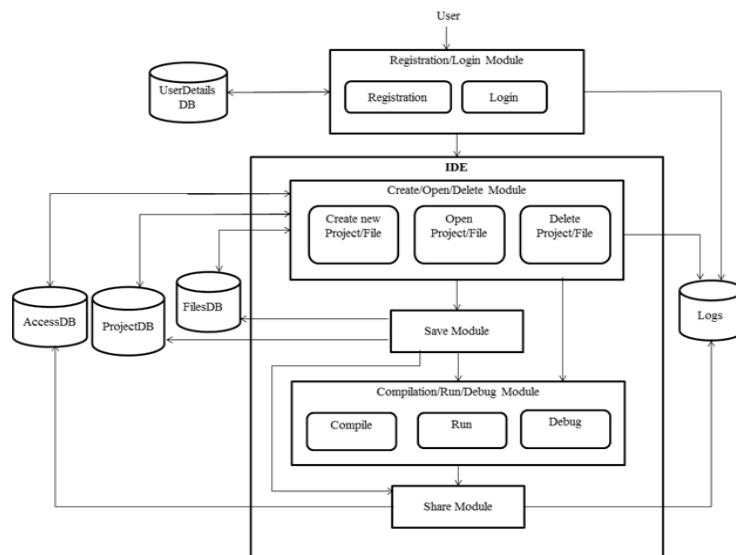 User
Registration/Login Module
UserDetails
DB
Registration
Login
IDE
Create/Open/Delete Module
Create new
Project/File
Open
Project/File
Delete
Project/File
AccessDB
ProjectDB
FilesDB
Save Module
Logs
Compilation/Run/Debug Module
Compile
Run
Debug
Share Module